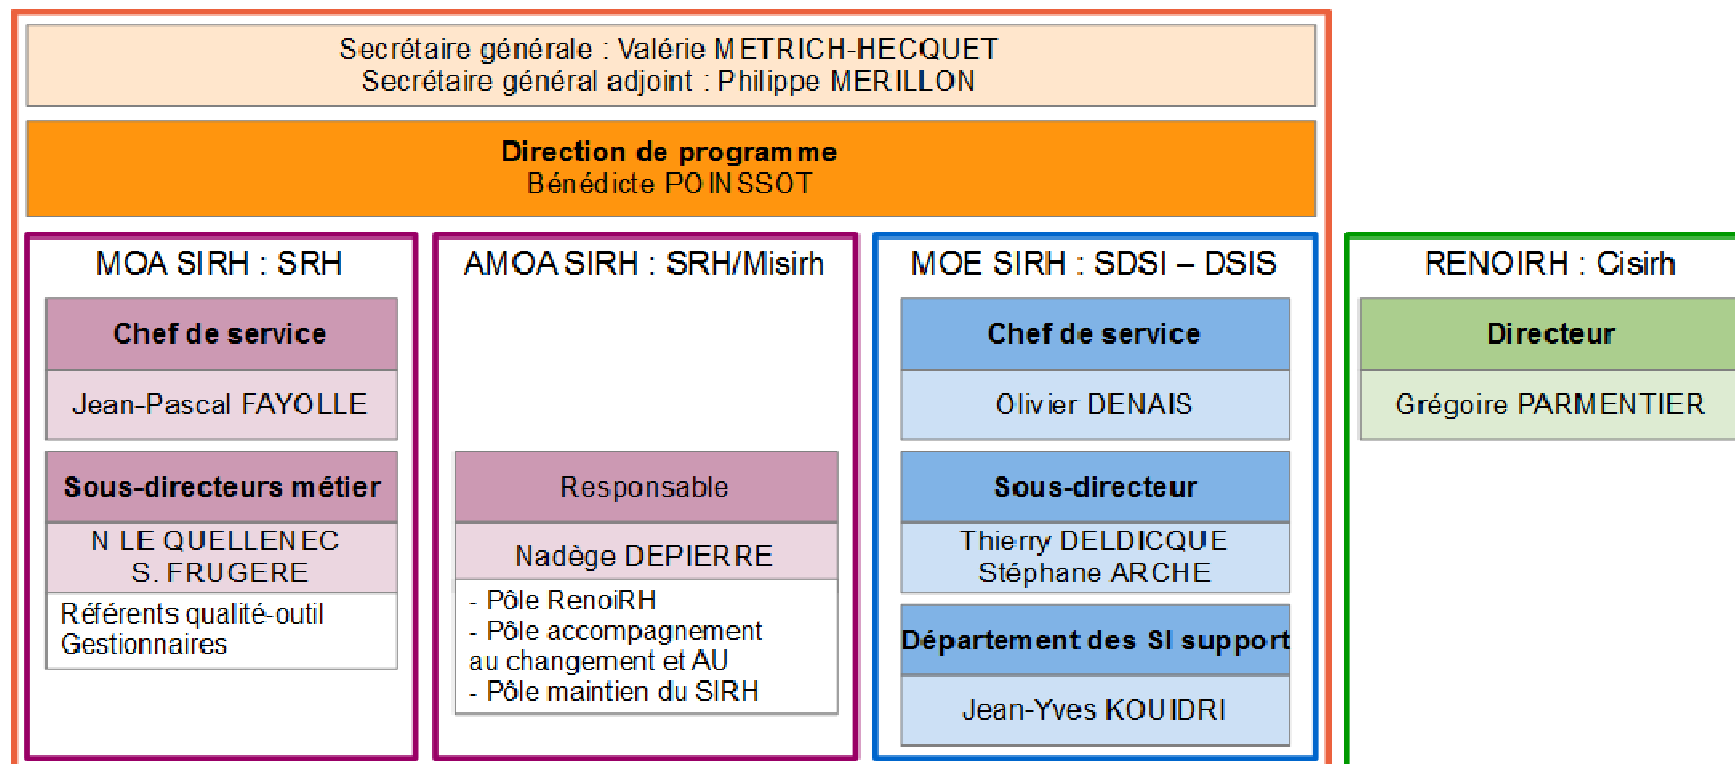 Secrétaire générale : Valérie METRICH-HECQUET
Secrétaire général adjoint : Philippe MERILLON
Direction de programme
Bénédicte POINSSOT
MOA SIRH : SRH
Chef de service
Jean-Pascal FAYOLLE
Sous-directeurs métier
N LE QUELLENEC
S. FRUGERE
Référents qualité-outil
Gestionnaires
AMOA SIRH : SRH/Misirh
Responsable
Nadège DEPIERRE
- Pôle RenoiRH
- Pôle accompagnement
au changement et AU
- Pôle maintien du SIRH
MOE SIRH : SDSI – DSIS
Chef de service
Olivier DENAIS
Sous-directeur
Thierry DELDICQUE
Stéphane ARCHE
Département des SI support
Jean-Yves KOUIDRI
RENOIRH : Cisirh
Directeur
Grégoire PARMENTIER